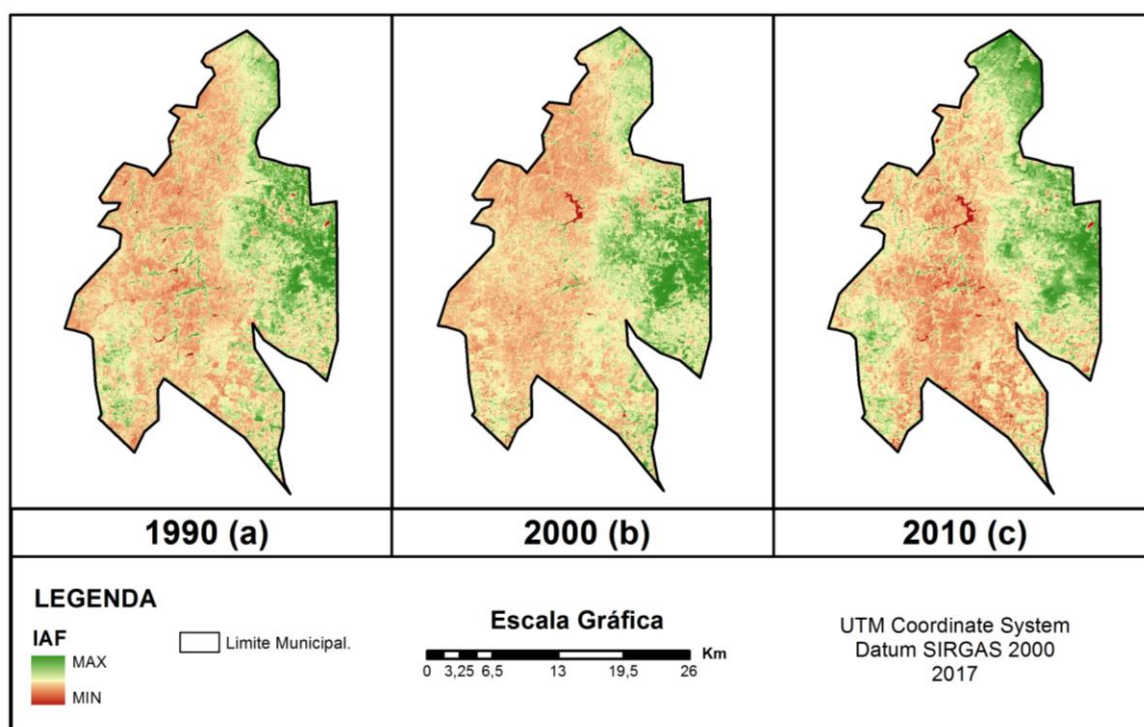 1990 (a)
2000 (b)
2010 (c)
LEGENDA
IAF
MAX
MIN
Limite Municipal.
Escala Gráfica
Km
0 3,25 6,5 13 19,5 26
UTM Coordinate System
Datum SIRGAS 2000
2017